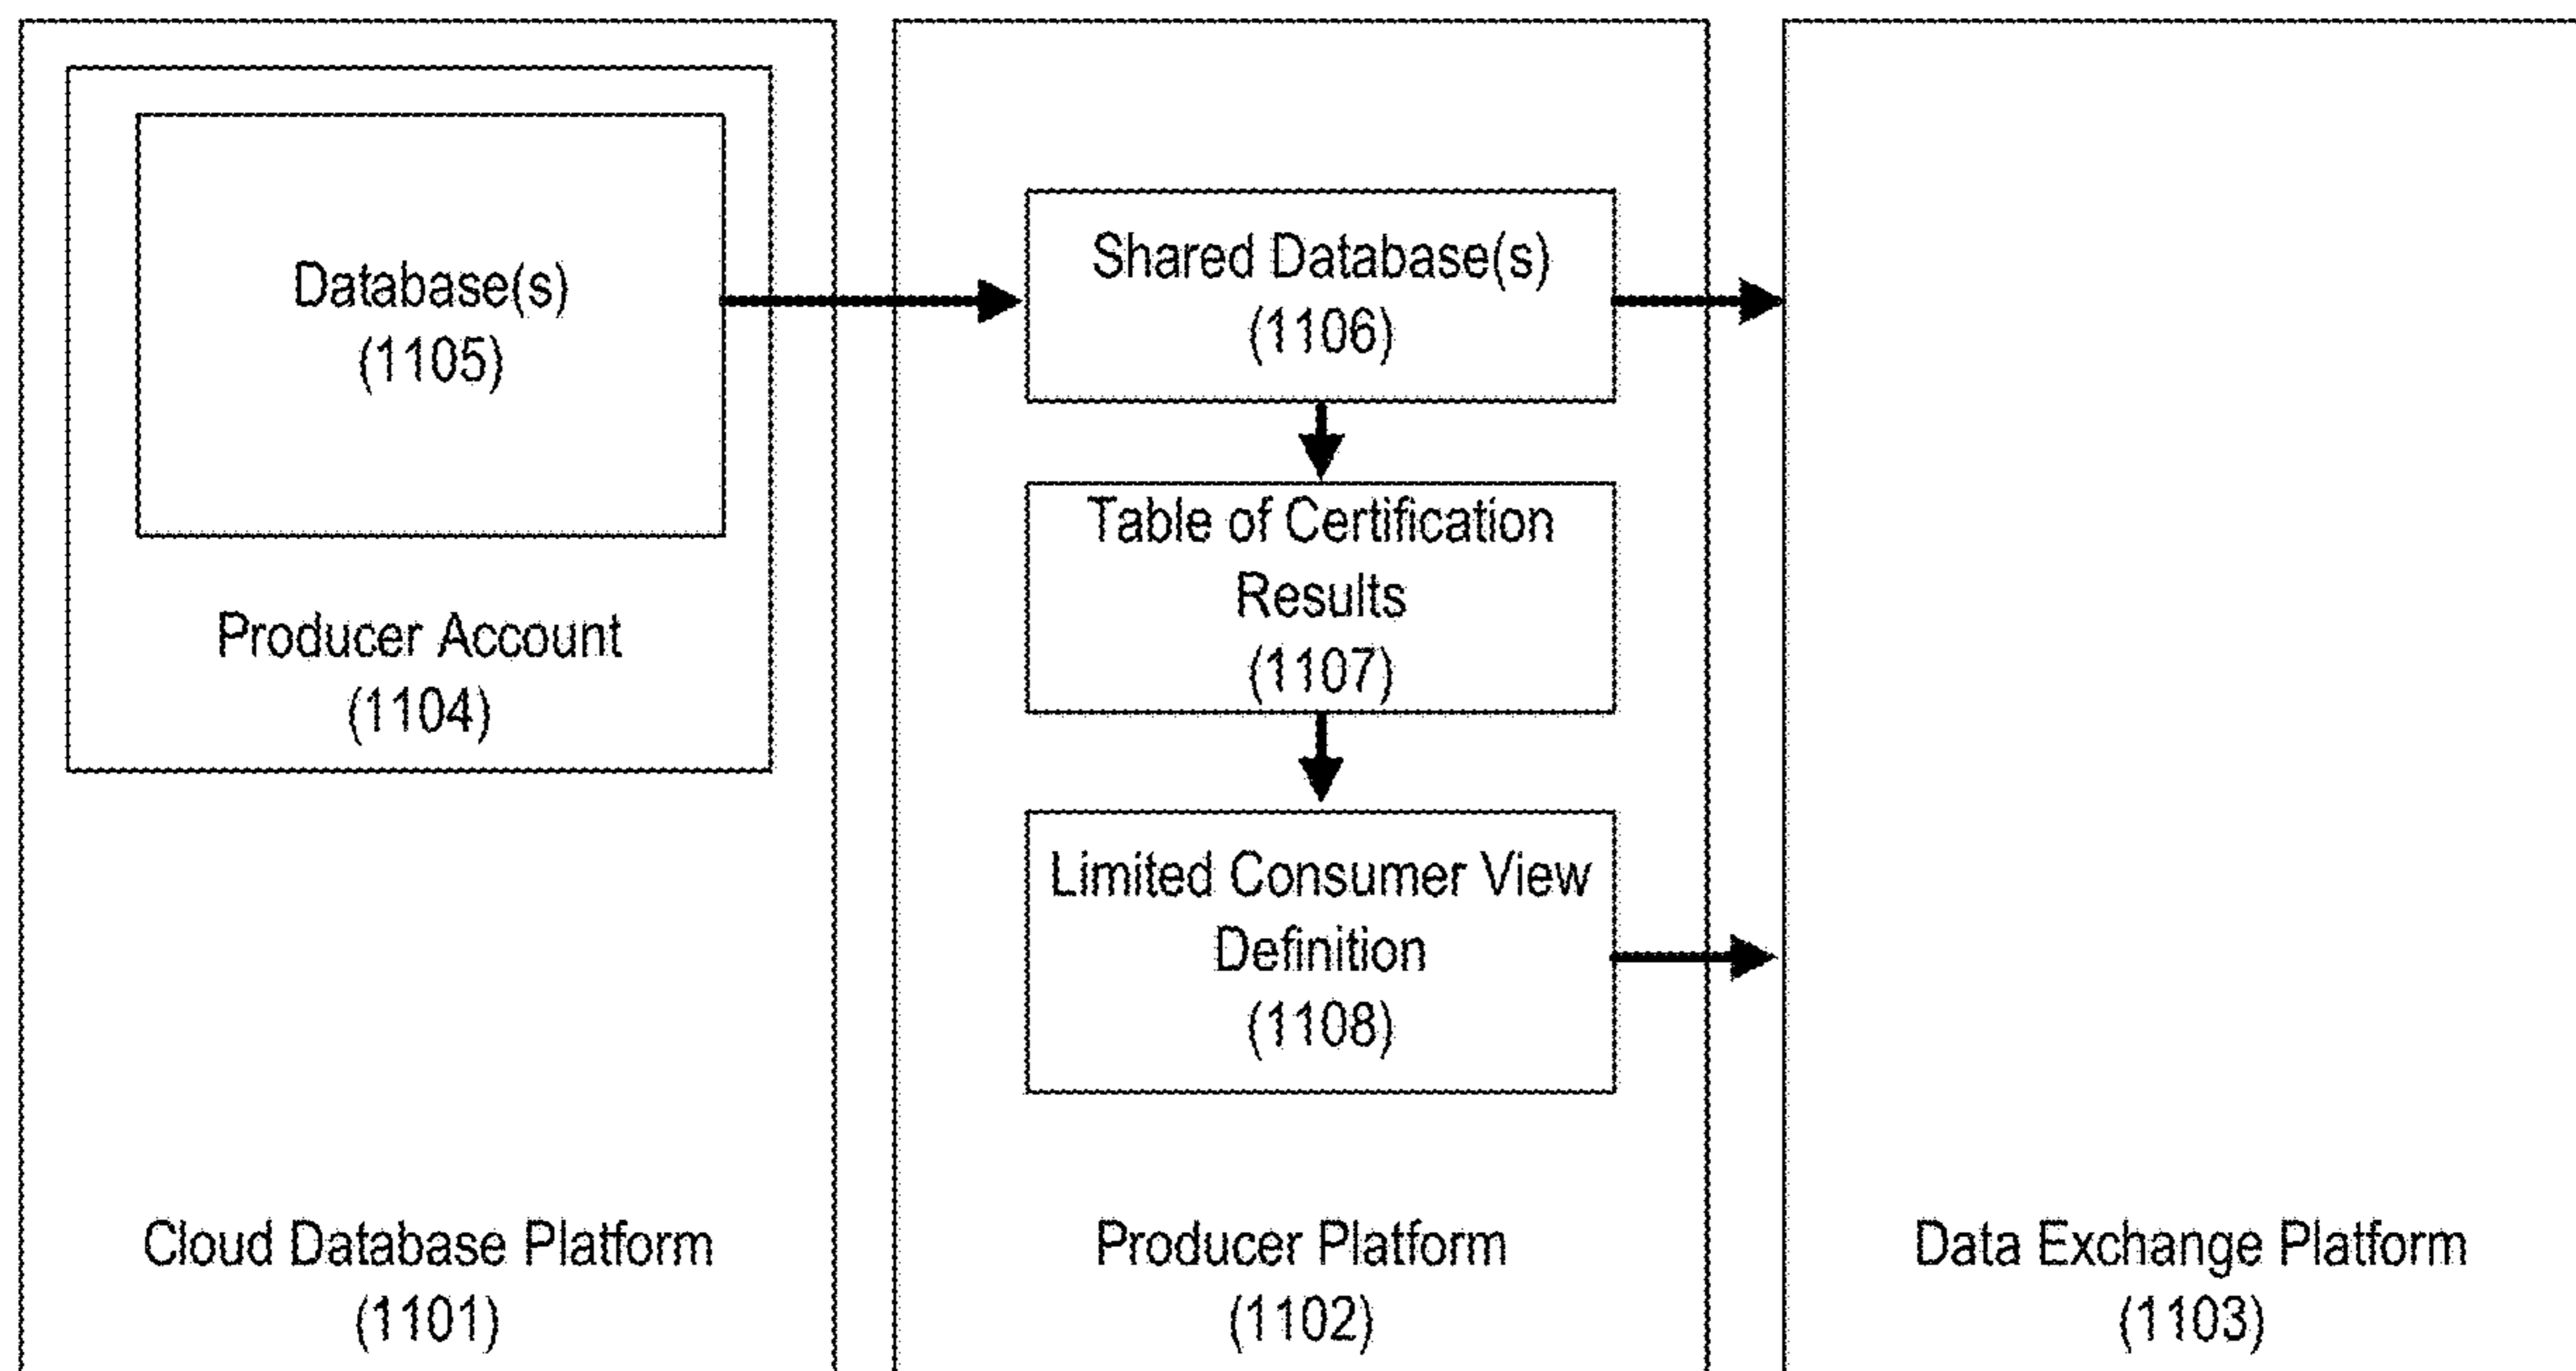 Database(s)
(1105)
Producer Account
(1104)
Cloud Database Platform
(1101)
Shared Database(s)
(1106)
Table of Certification
Results
(1107)
Limited Consumer View
Definition
(1108)
Producer Platform
(1102)
Data Exchange Platform
(1103)